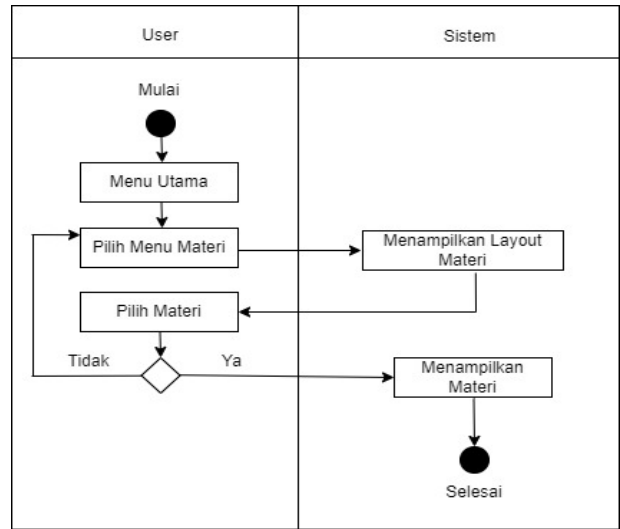 User
Sistem
Mulai
Menu Utama
Pilih Menu Materi
Menampilkan Layout
Materi
Pilih Materi
Tidak
Ya
Menampilkan
Materi
Selesai